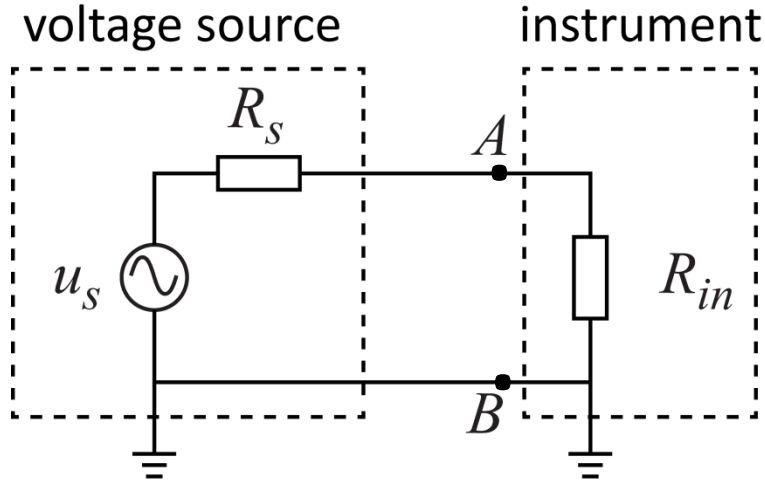 voltage source
instrument
R_s
A
u_s
R_in
B